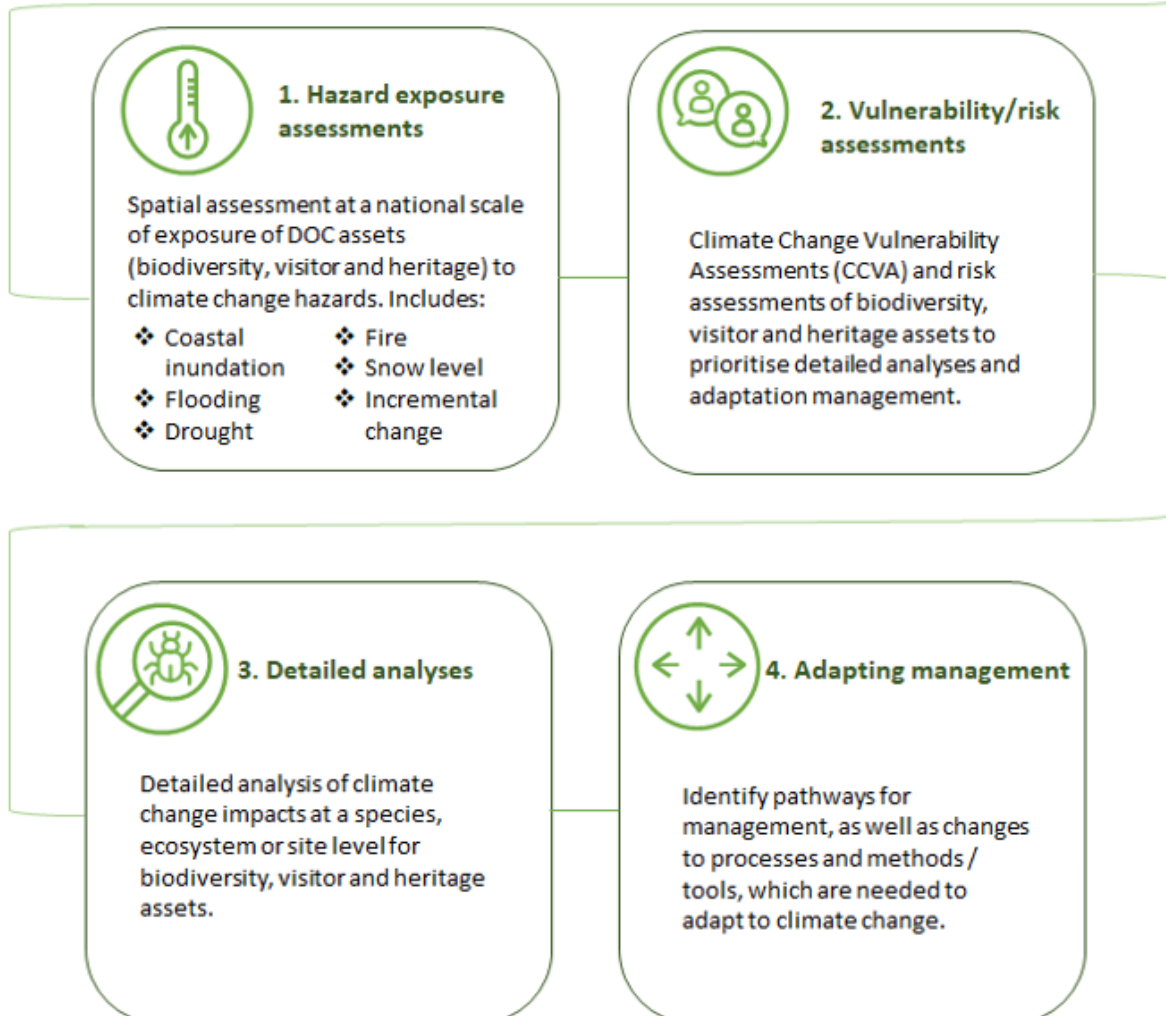 1. Hazard exposure
assessments
Spatial assessment at a national scale
of exposure of DOC assets
(biodiversity, visitor and heritage) to
climate change hazards. Includes:
❖ Coastal
inundation
❖ Flooding
❖ Drought
❖ Fire
❖ Snow level
❖ Incremental
change
2. Vulnerability/risk
assessments
Climate Change Vulnerability
Assessments (CCVA) and risk
assessments of biodiversity,
visitor and heritage assets to
prioritise detailed analyses and
adaptation management.
3. Detailed analyses
Detailed analysis of climate
change impacts at a species,
ecosystem or site level for
biodiversity, visitor and heritage
assets.
4. Adapting management
Identify pathways for
management, as well as changes
to processes and methods /
tools, which are needed to
adapt to climate change.